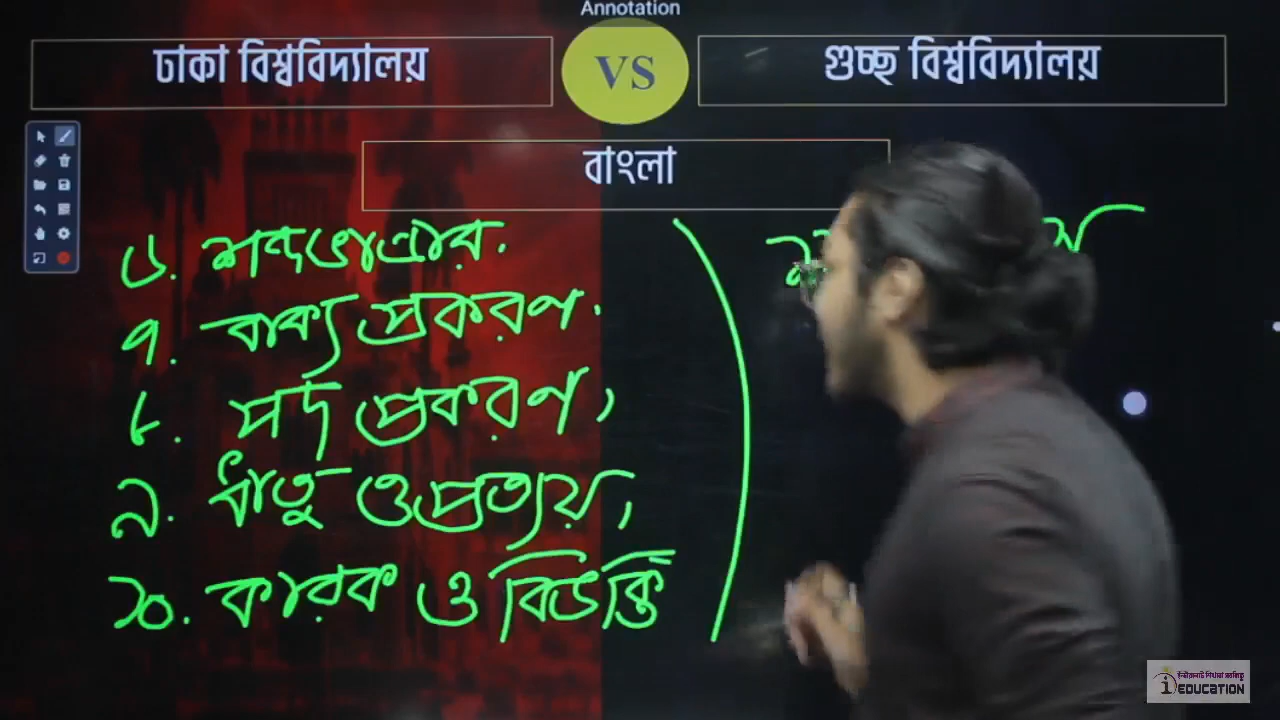 Annotation
ঢাকা বিশ্ববিদ্যালয়
VS
গুচ্ছ বিশ্ববিদ্যালয়
বাংলা
৬. শব্দভাণ্ডার.
৭. বাক্য প্রকরণ.
৮. পদ প্রকরণ,
৯. ধাতু ও প্রত্যয়,
১০. কারক ও বিভক্তি
EDUCATION